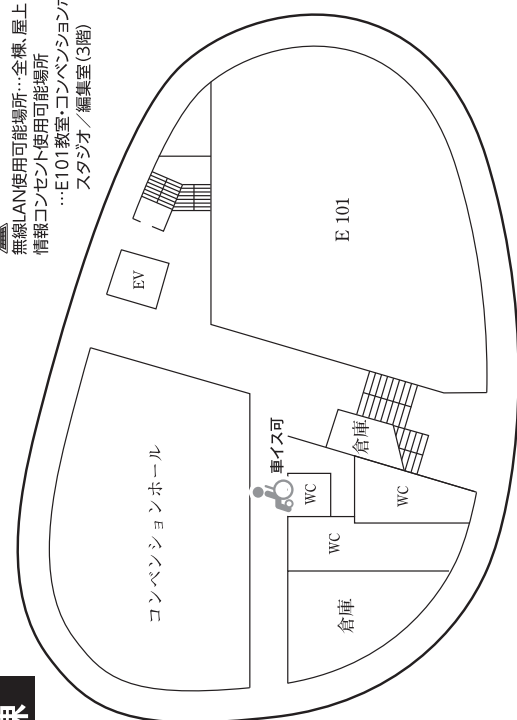 無線LAN使用可能場所…全棟、屋上
情報コンセント使用可能場所
…E101教室・コンベンションホ
スタジオ／編集室(3階)
EV
E 101
コンベンションホール
車イス可
倉庫
WC
WC
WC
倉庫